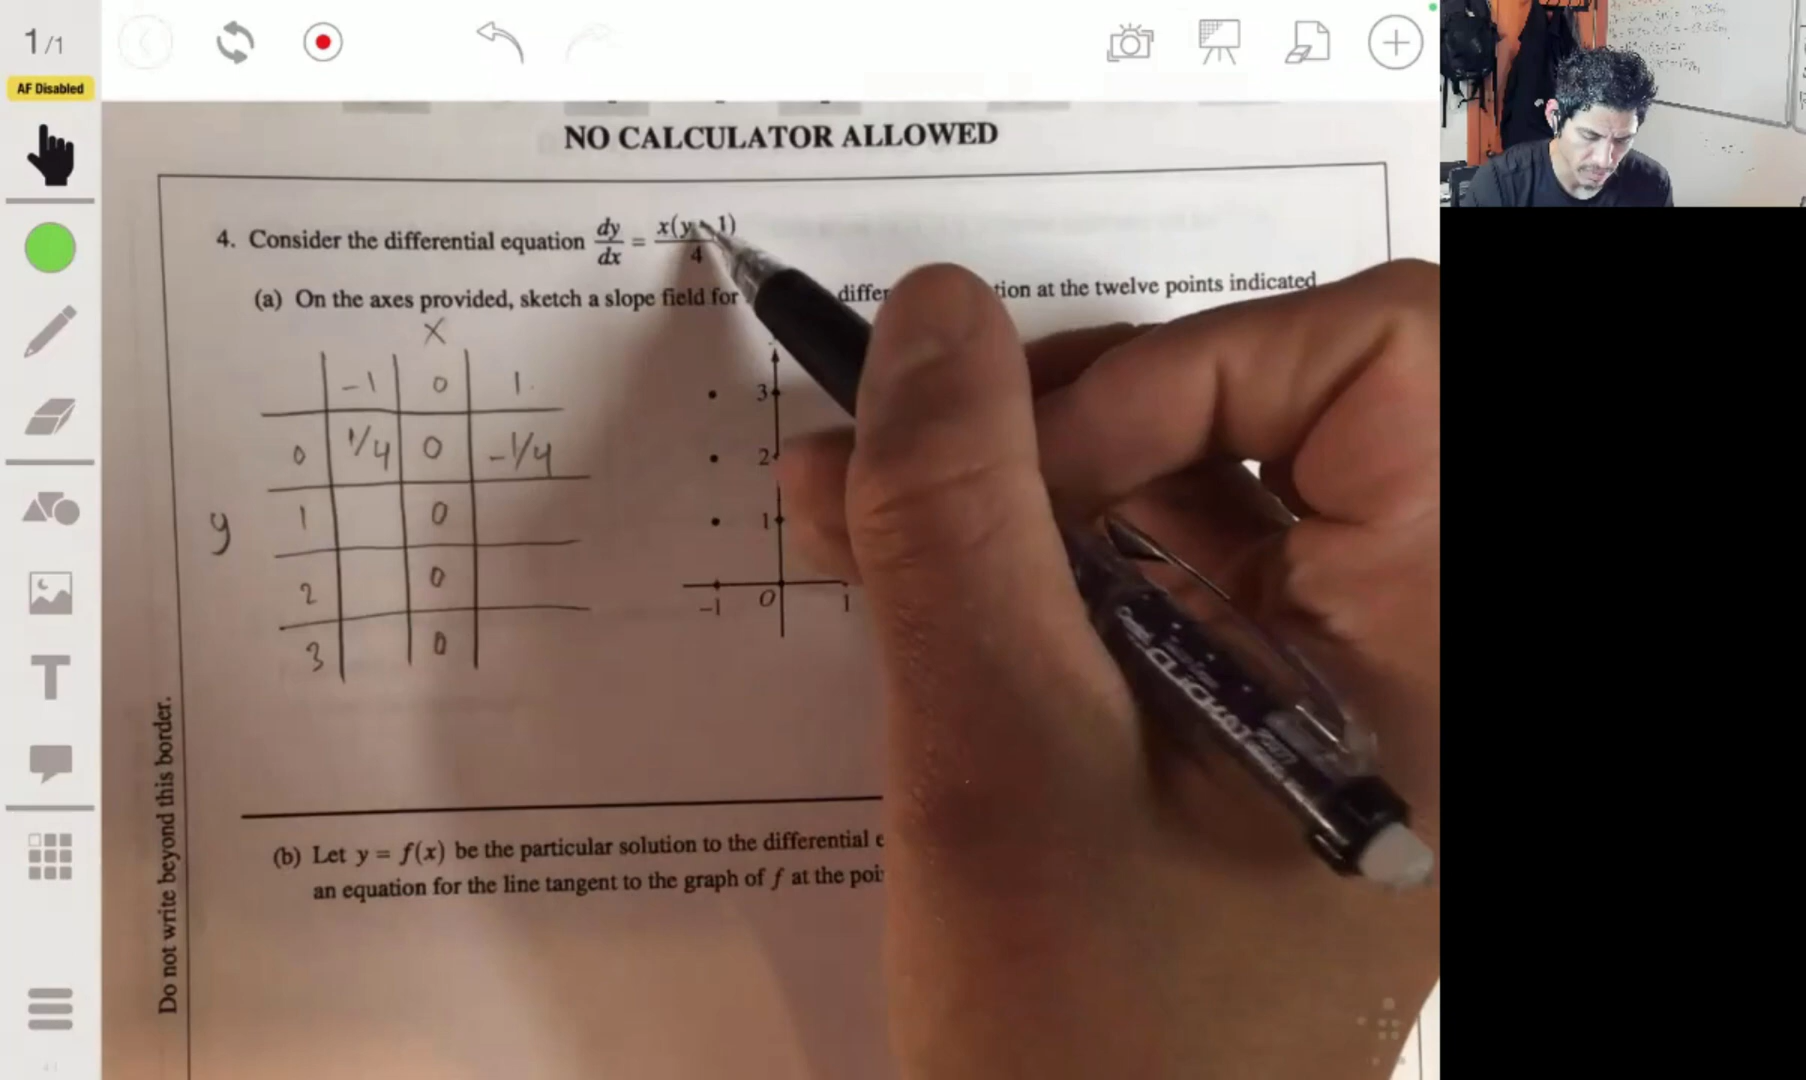 1/1
AF Disabled
NO CALCULATOR ALLOWED
4. Consider the differential equation dy/dx = x(y-1)/4
(a) On the axes provided, sketch a slope field for differ tion at the twelve points indicated
x
-1 0 1
0 1/4 0 -1/4
y 1 0
2 0
3 0
3
2
1
-1 O 1
(b) Let y = f(x) be the particular solution to the differential e
an equation for the line tangent to the graph of f at the poi
Do not write beyond this border.
T